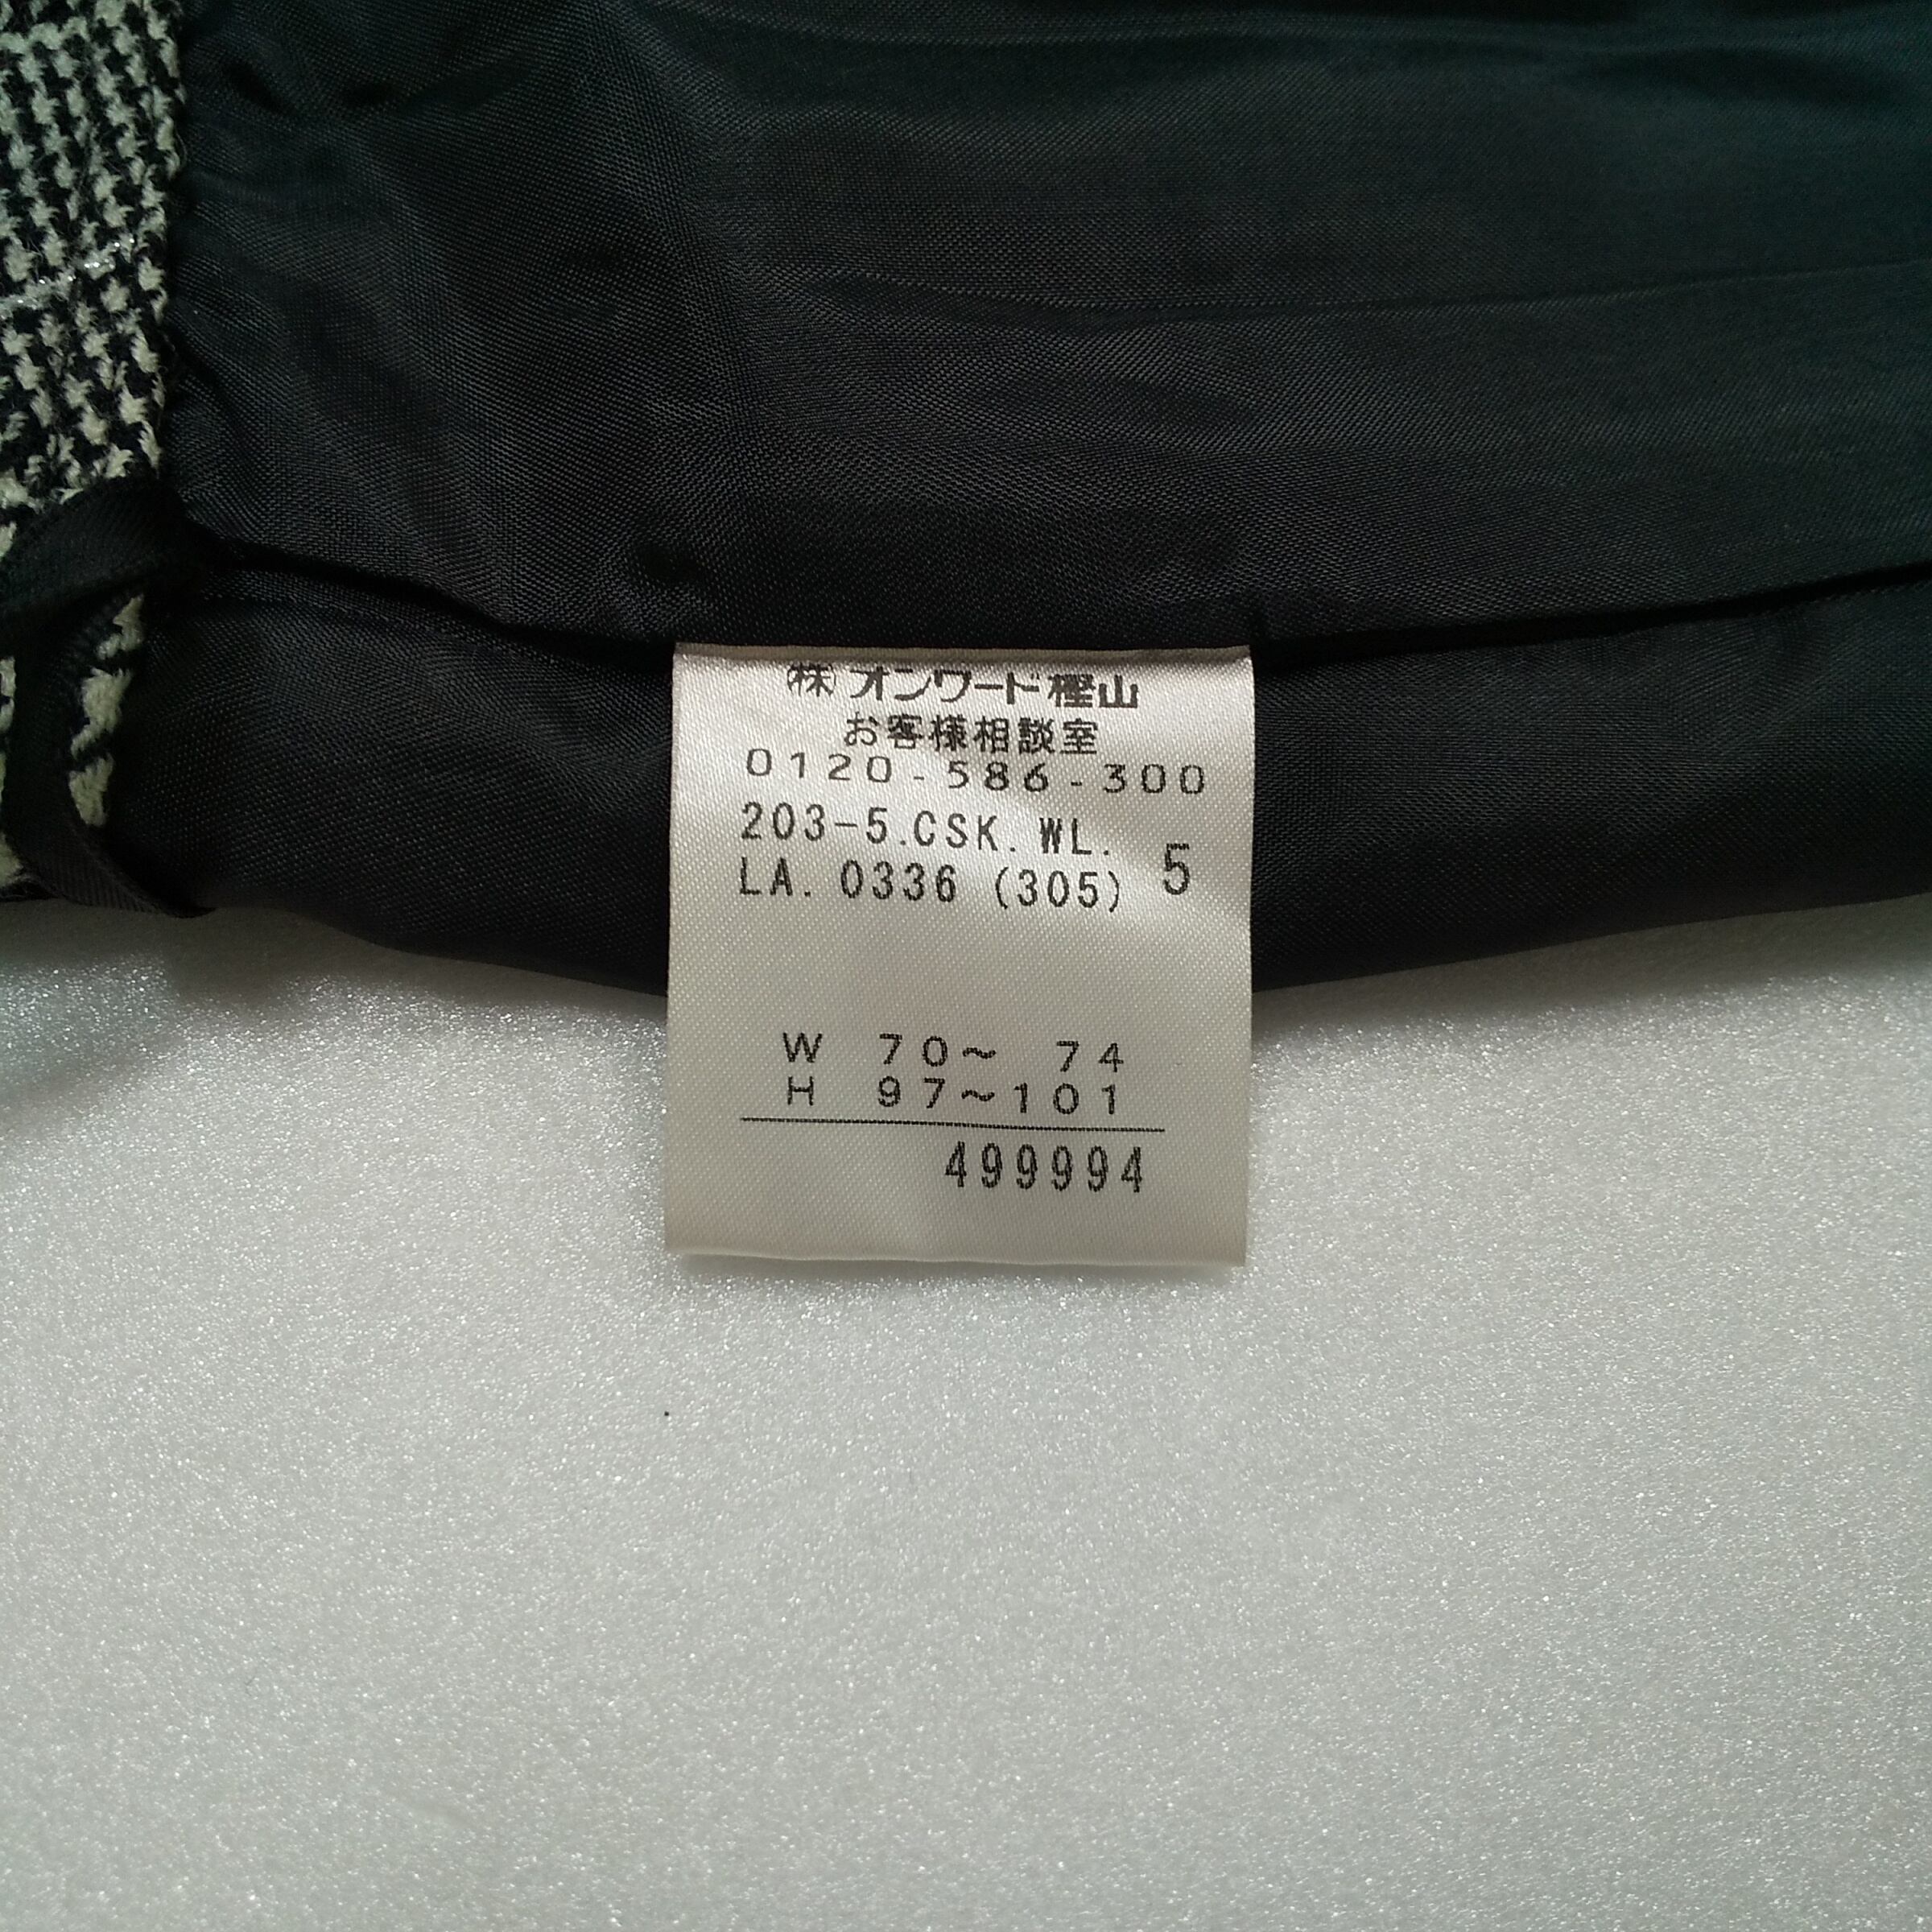 ㈱オンワード樫山
お客様相談室
0120-586-300
203-5.CSK.WL.
LA.0336 (305) 5
W 70~ 74
H 97~101
499994